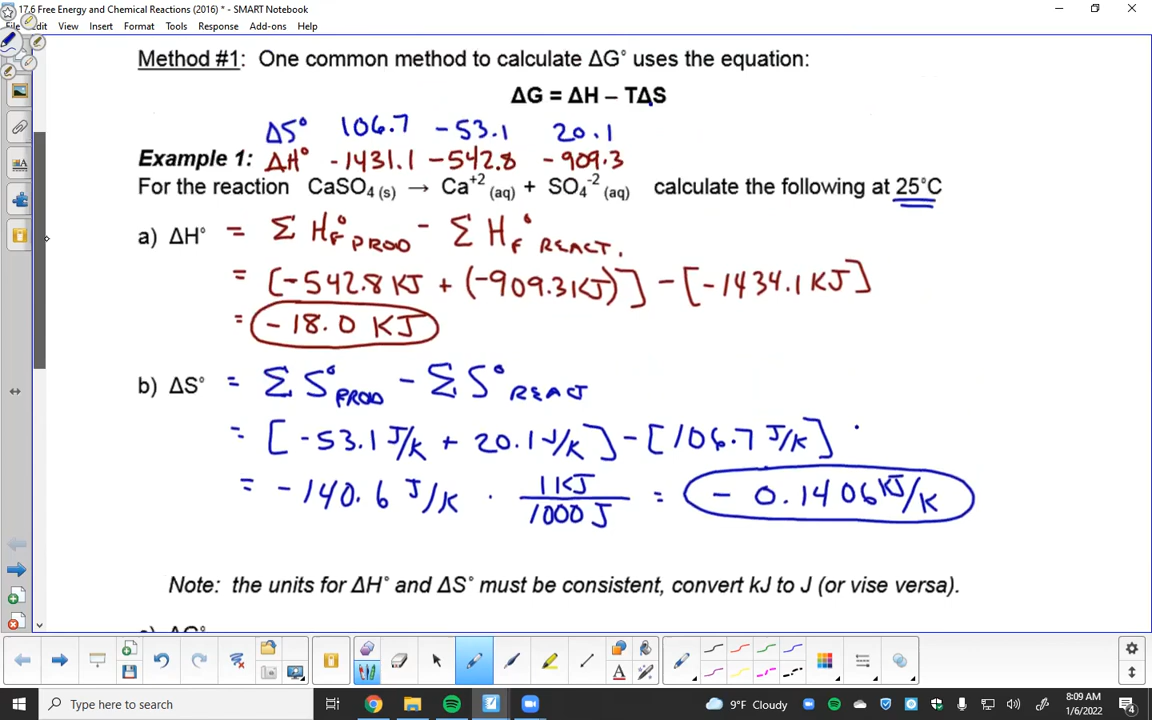 17.6 Free Energy and Chemical Reactions (2016) * - SMART Notebook
File Edit View Insert Format Tools Response Add-ons Help
Method #1: One common method to calculate ΔG° uses the equation:
ΔG = ΔH – TΔS
ΔS° 106.7 -53.1 20.1
Example 1: ΔH° -1431.1 -542.8 -909.3
For the reaction CaSO₄ (s) → Ca⁺² (aq) + SO₄⁻² (aq) calculate the following at 25°C
a) ΔH° = Σ H°F PROD - Σ H°F REACT.
= [-542.8 KJ + (-909.3 KJ)] - [-1434.1 KJ]
= -18.0 KJ
b) ΔS° = Σ S° PROD - Σ S° REACT
= [-53.1 J/K + 20.1 J/K] - [106.7 J/K]
= -140.6 J/K · 1 KJ / 1000 J = -0.1406 KJ/K
Note: the units for ΔH° and ΔS° must be consistent, convert kJ to J (or vise versa).
A
Type here to search
9°F Cloudy
8:09 AM
1/6/2022
4